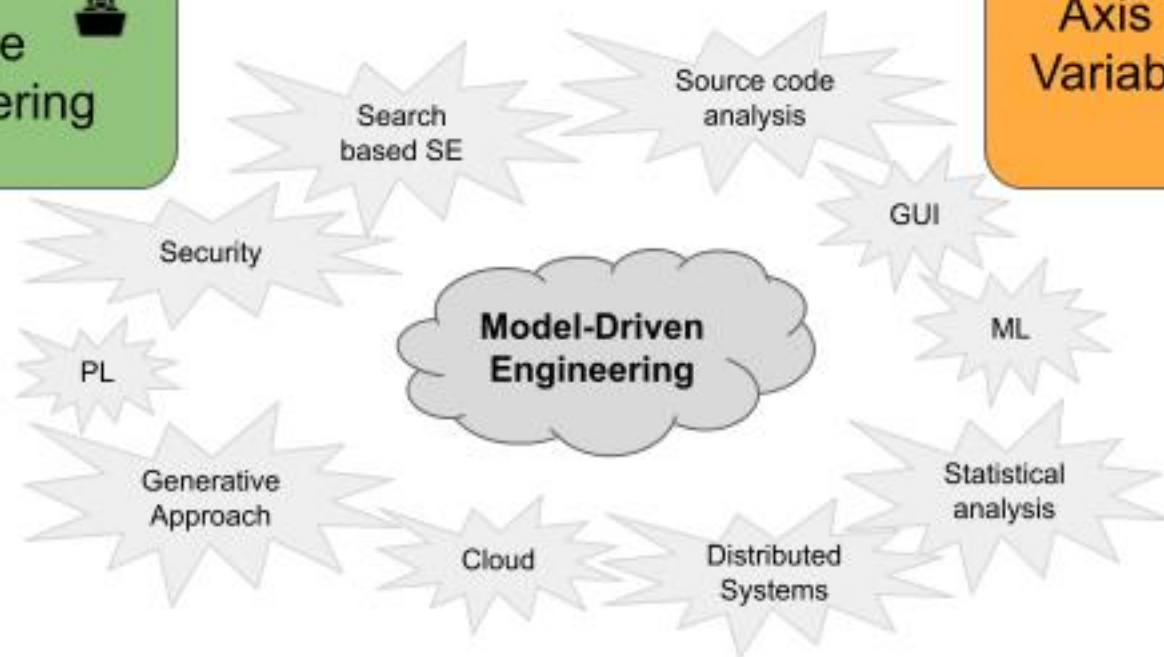 e
ering
Axis
Variab
Search
based SE
Source code
analysis
GUI
Security
Model-Driven
Engineering
ML
PL
Generative
Approach
Statistical
analysis
Cloud
Distributed
Systems